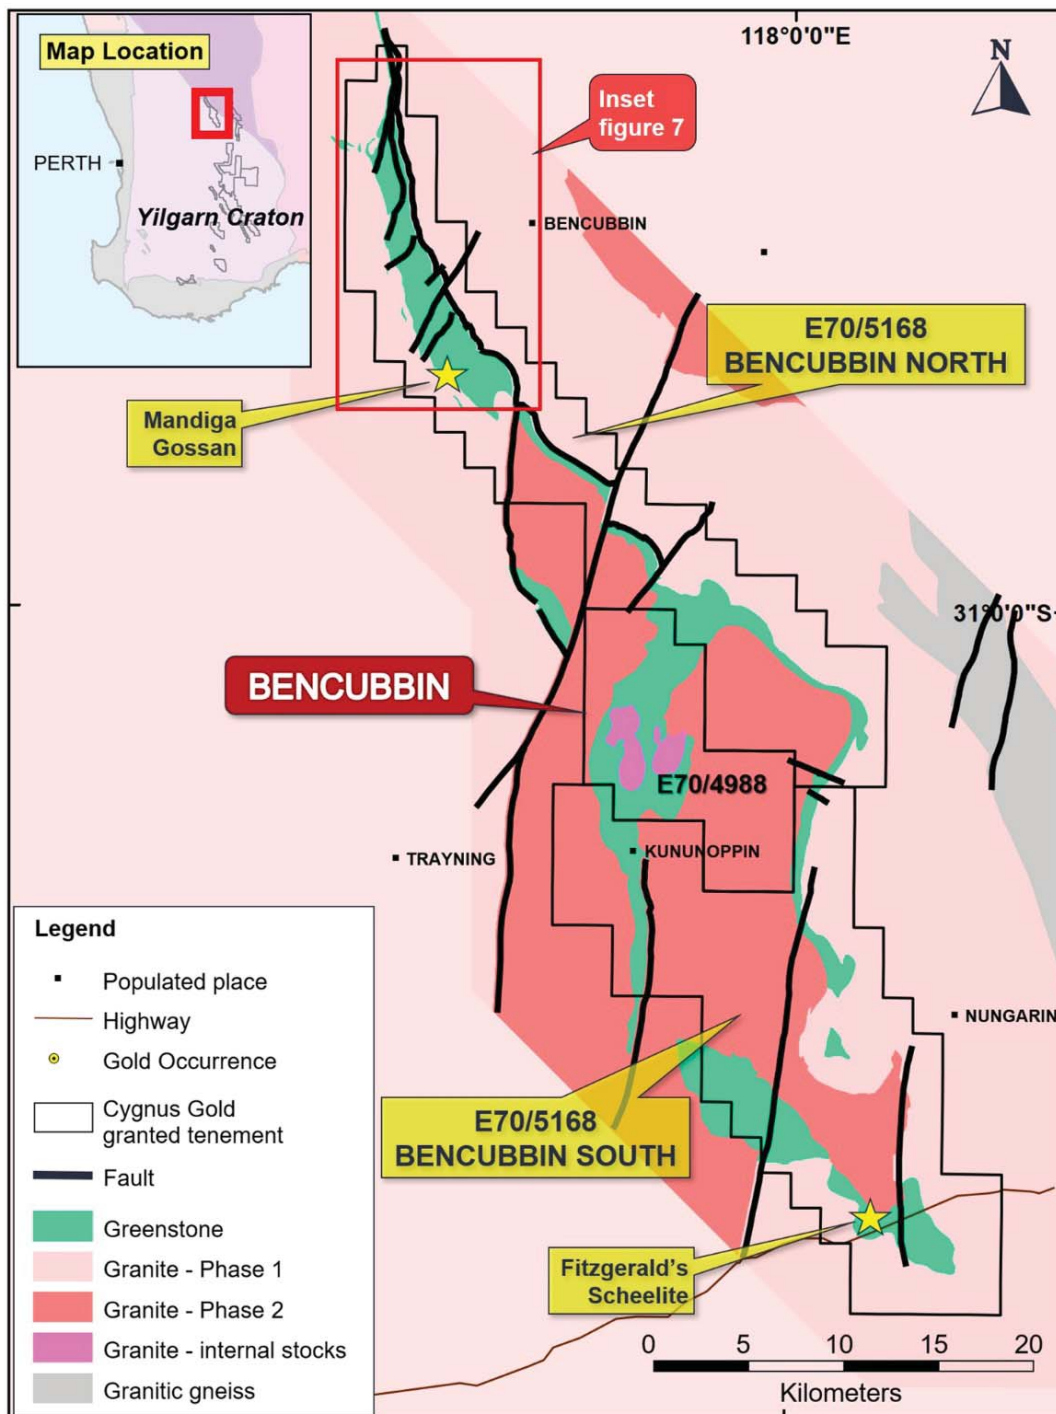 Map Location
PERTH
Yilgarn Craton
118°0'0"E
N
Inset
figure 7
BENCUBBIN
E70/5168
BENCUBBIN NORTH
Mandiga
Gossan
31°0'0"S
BENCUBBIN
E70/4988
TRAYNING
KUNUNOPPIN
NUNGARIN
E70/5168
BENCUBBIN SOUTH
Fitzgerald's
Scheelite
Legend
Populated place
Highway
Gold Occurrence
Cygnus Gold
granted tenement
Fault
Greenstone
Granite - Phase 1
Granite - Phase 2
Granite - internal stocks
Granitic gneiss
0 5 10 15 20
Kilometers